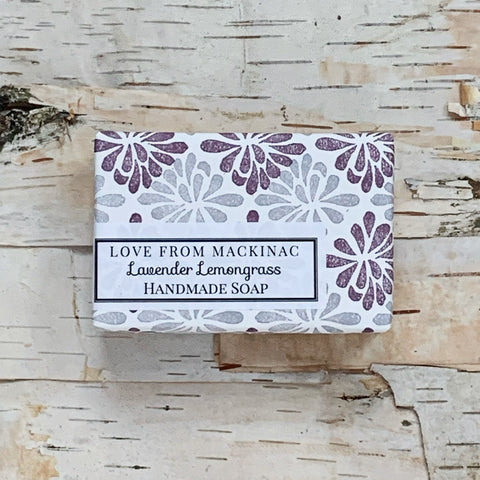 LOVE FROM MACKINAC
Lavender Lemongrass
HANDMADE SOAP